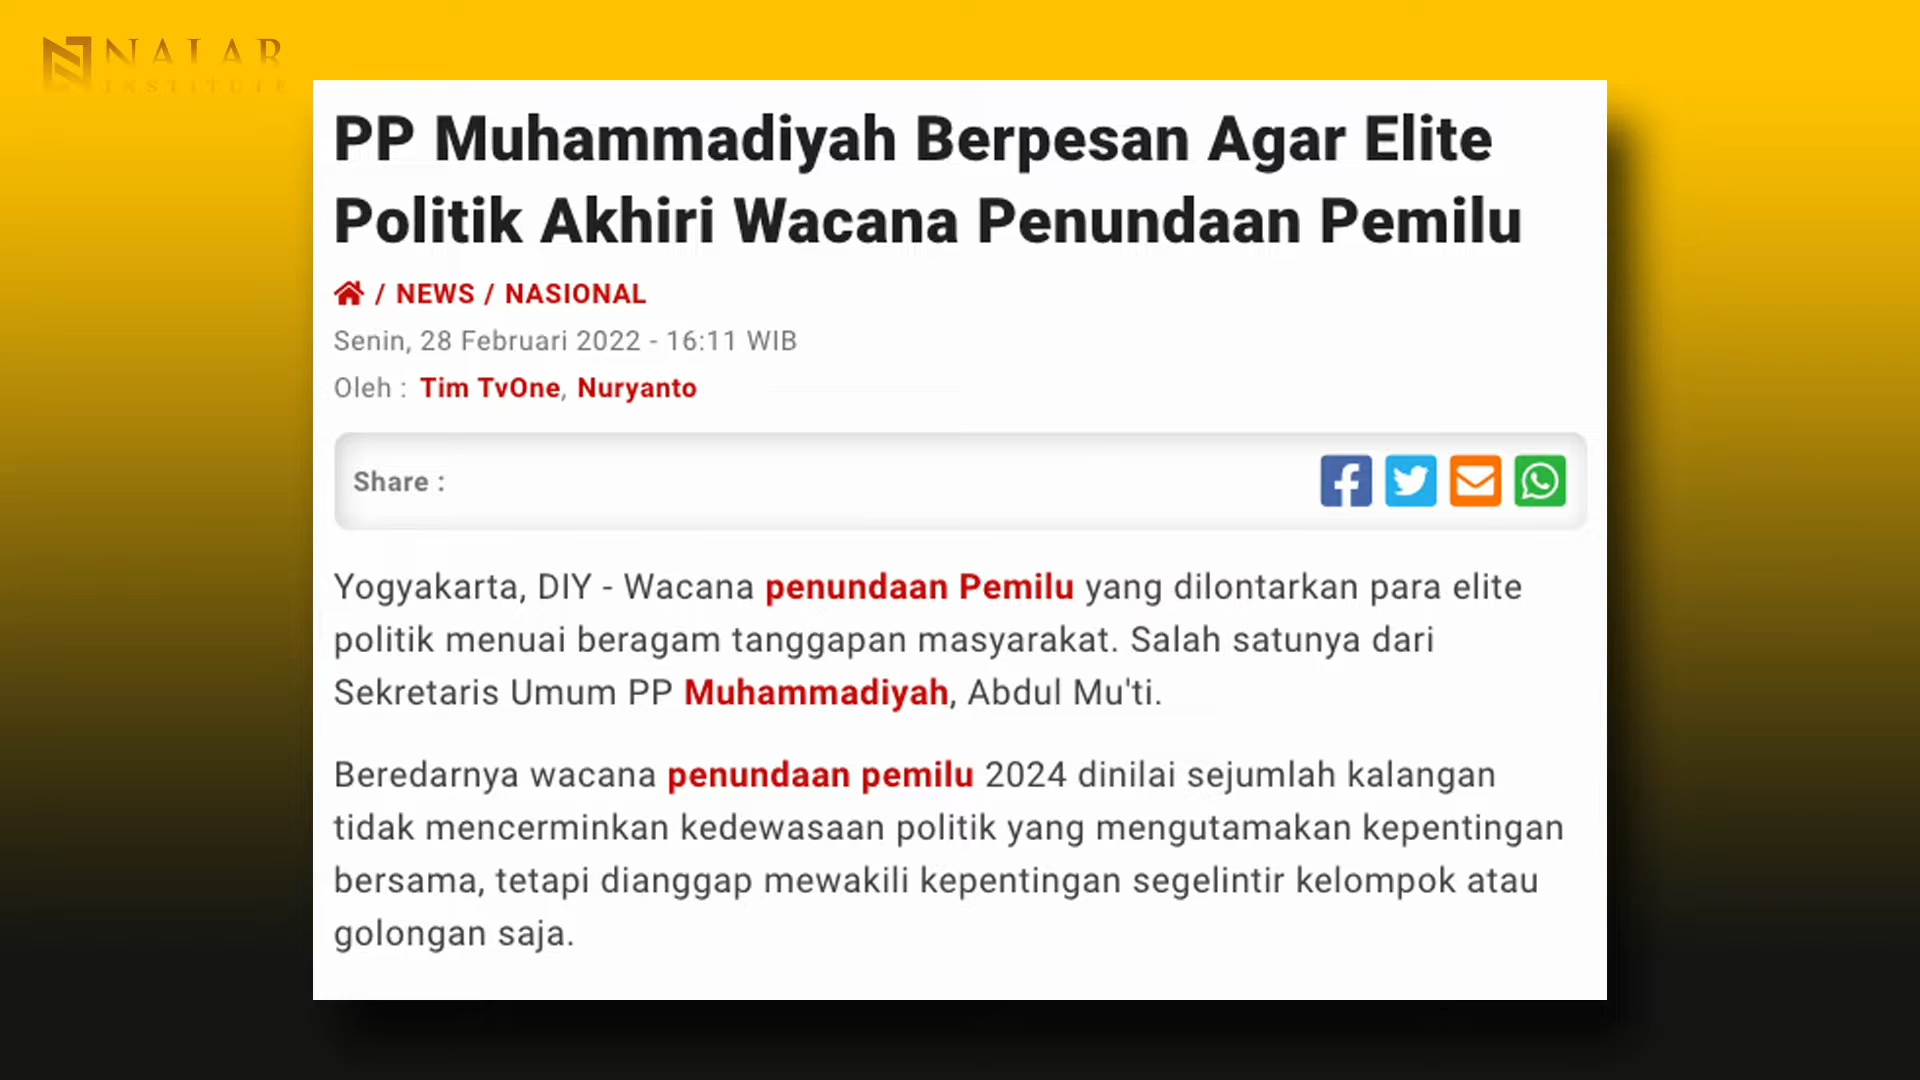 NALAR
INSTITUTE
PP Muhammadiyah Berpesan Agar Elite
Politik Akhiri Wacana Penundaan Pemilu
/ NEWS / NASIONAL
Senin, 28 Februari 2022 - 16:11 WIB
Oleh : Tim TvOne, Nuryanto
Share :
Yogyakarta, DIY - Wacana penundaan Pemilu yang dilontarkan para elite
politik menuai beragam tanggapan masyarakat. Salah satunya dari
Sekretaris Umum PP Muhammadiyah, Abdul Mu'ti.
Beredarnya wacana penundaan pemilu 2024 dinilai sejumlah kalangan
tidak mencerminkan kedewasaan politik yang mengutamakan kepentingan
bersama, tetapi dianggap mewakili kepentingan segelintir kelompok atau
golongan saja.